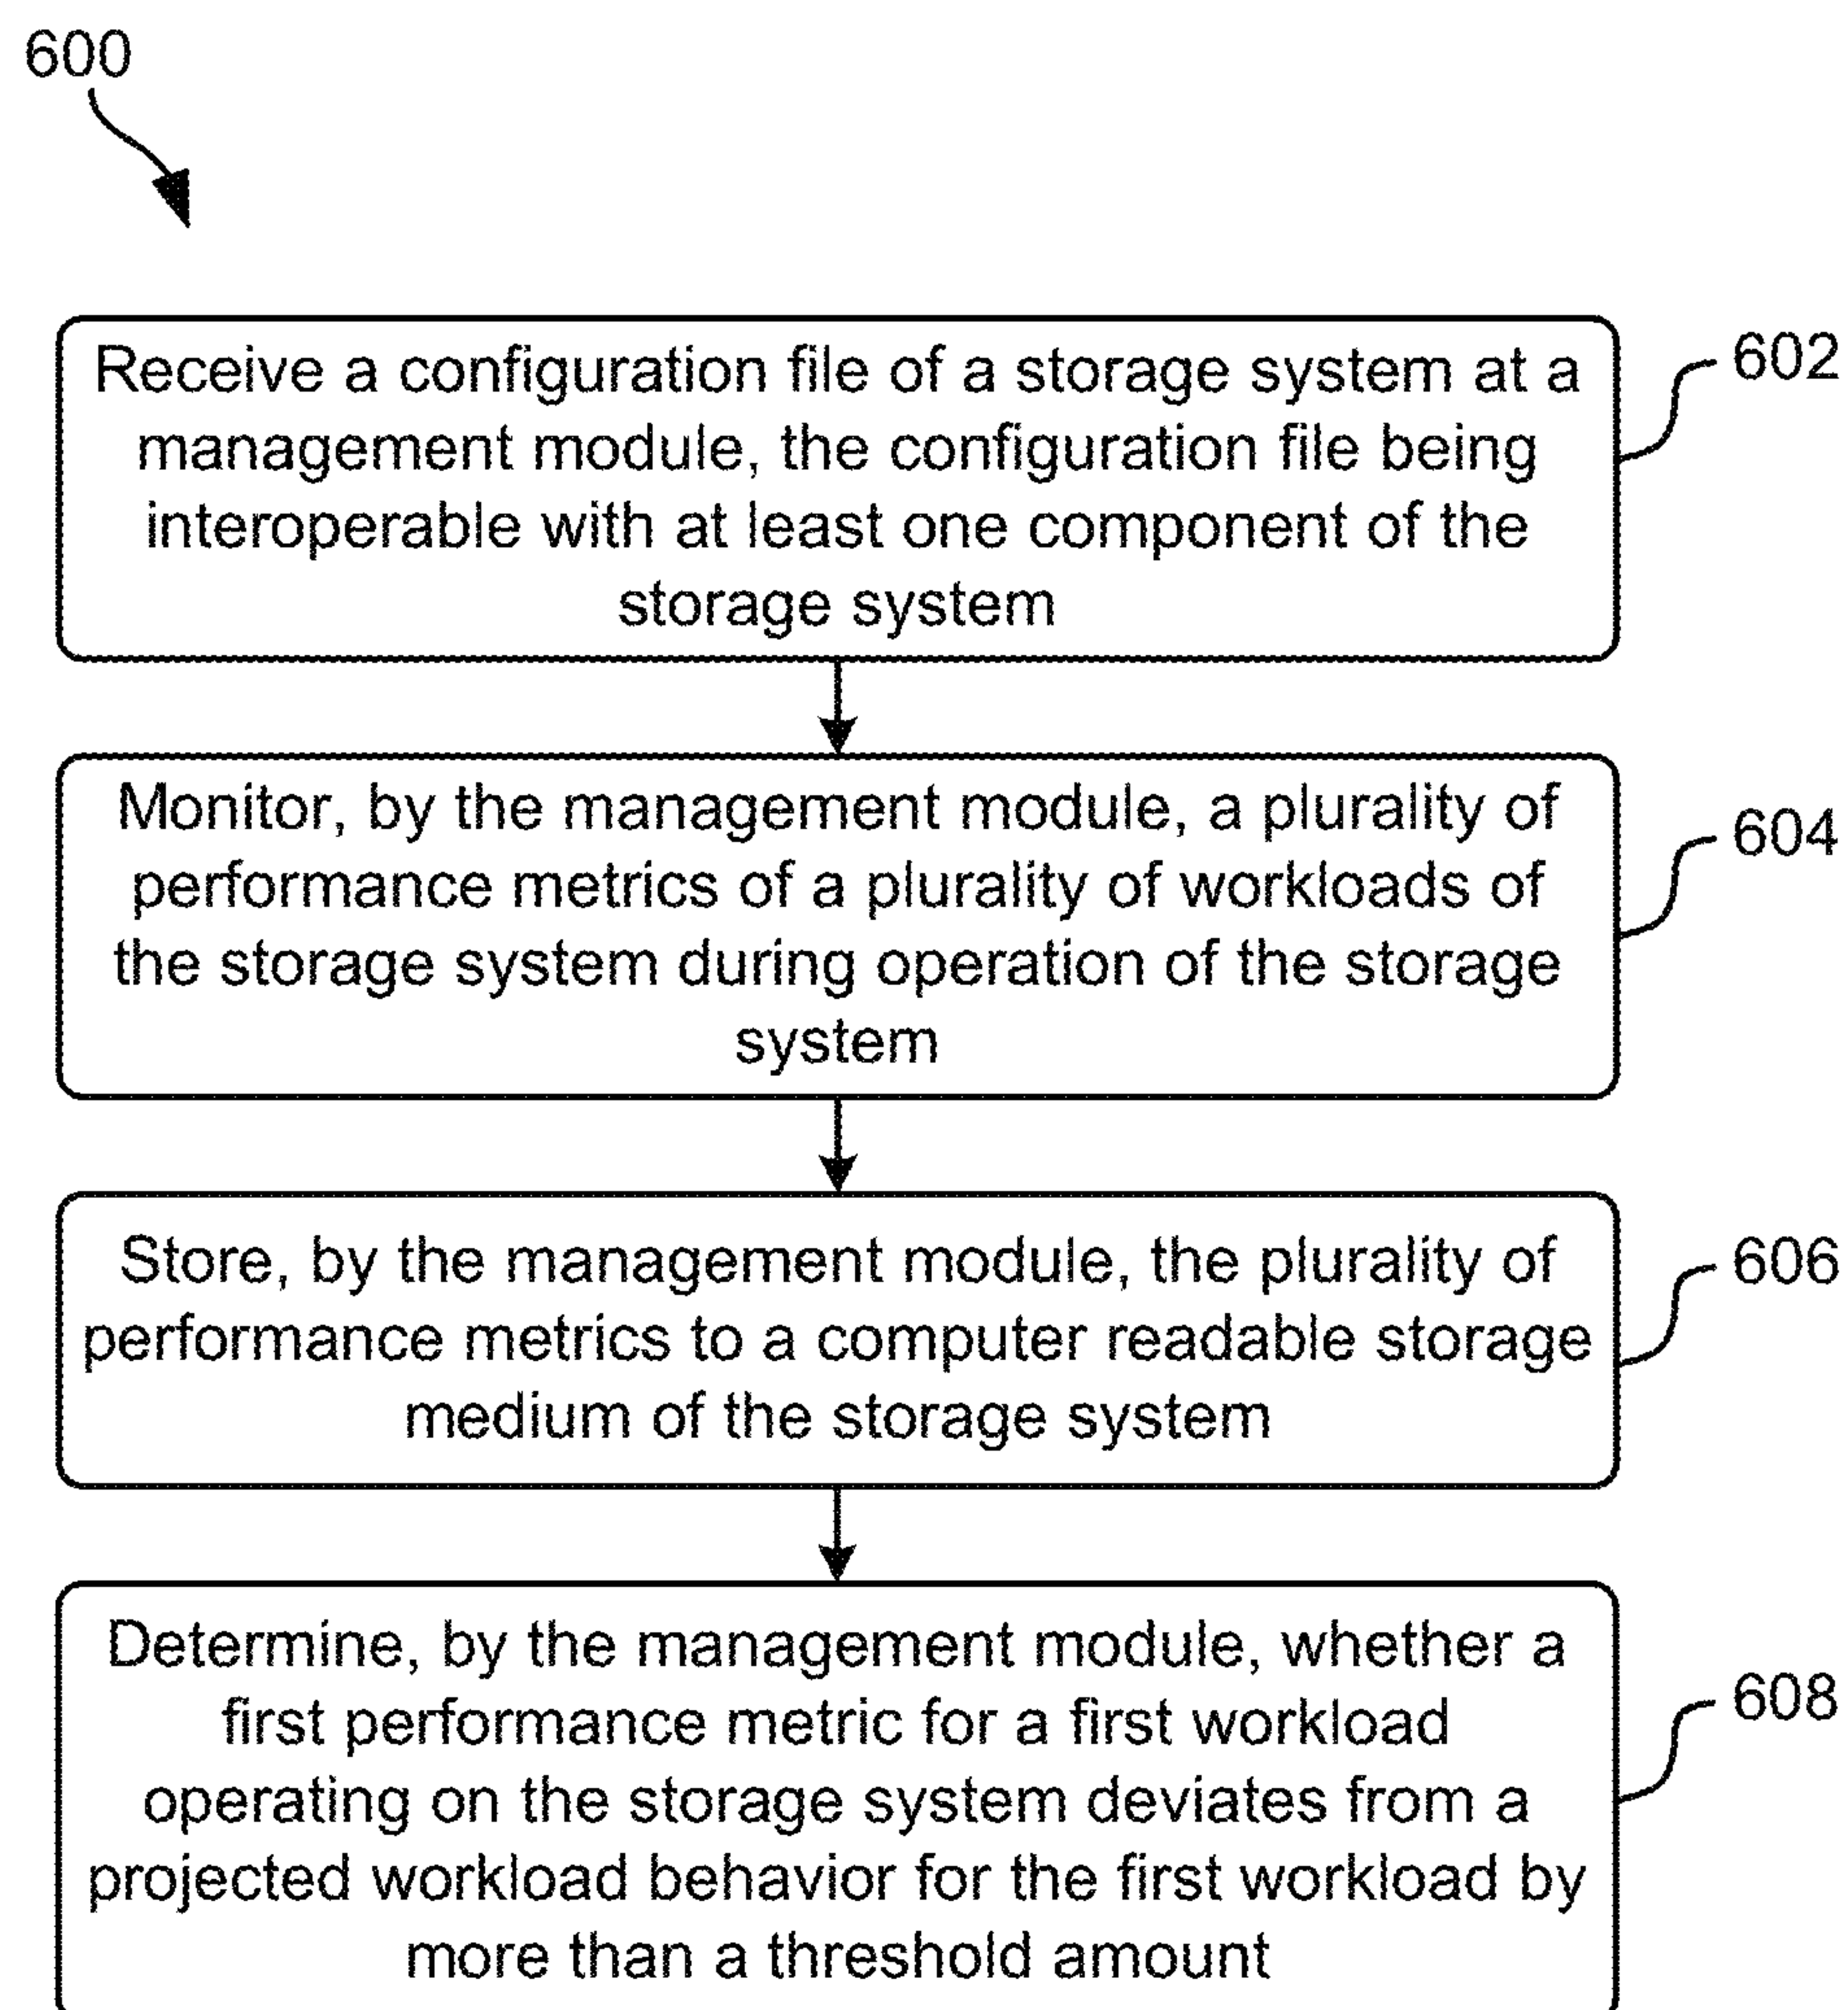 600
Receive a configuration file of a storage system at a
management module, the configuration file being
interoperable with at least one component of the
storage system
602
Monitor, by the management module, a plurality of
performance metrics of a plurality of workloads of
the storage system during operation of the storage
system
604
Store, by the management module, the plurality of
performance metrics to a computer readable storage
medium of the storage system
606
Determine, by the management module, whether a
first performance metric for a first workload
operating on the storage system deviates from a
projected workload behavior for the first workload by
more than a threshold amount
608